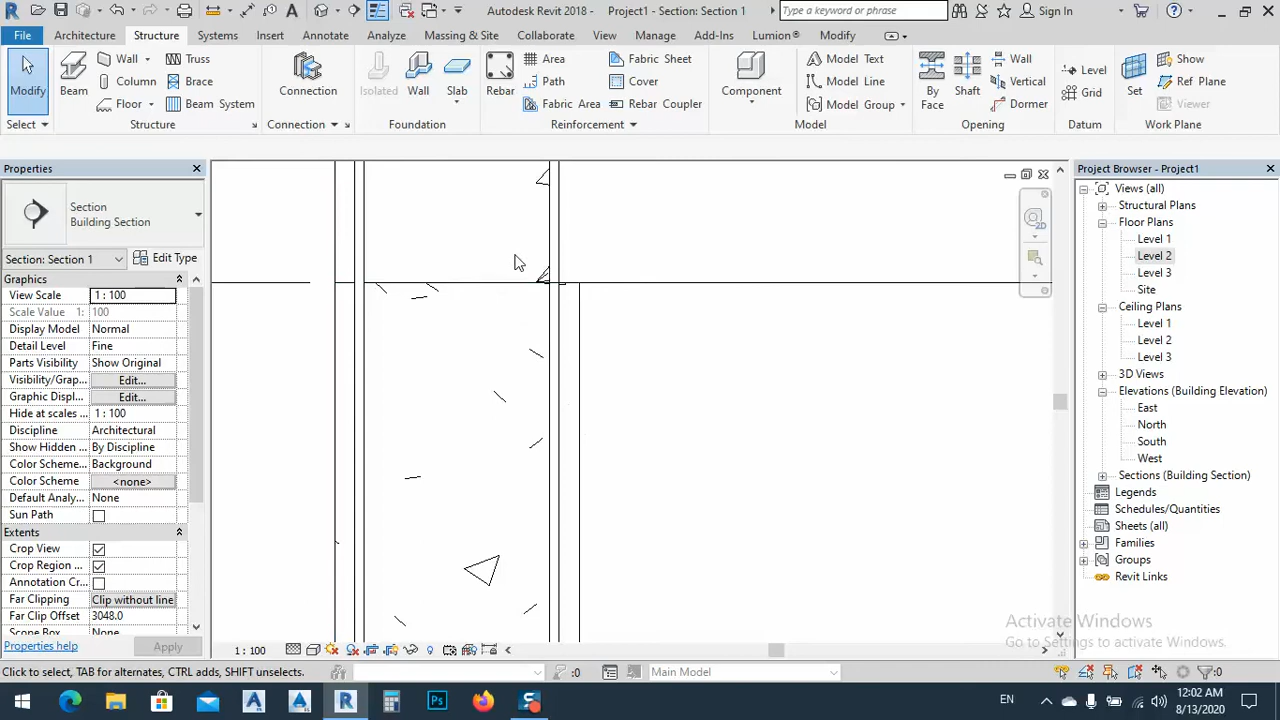 Autodesk Revit 2018 - Project1 - Section: Section 1
Type a keyword or phrase
Sign In
File
Architecture
Structure
Systems
Insert
Annotate
Analyze
Massing & Site
Collaborate
View
Manage
Add-Ins
Lumion®
Modify
Modify
Beam
Wall
Column
Floor
Truss
Brace
Beam System
Connection
Isolated
Wall
Slab
Rebar
Area
Path
Fabric Area
Fabric Sheet
Cover
Rebar Coupler
Component
Model Text
Model Line
Model Group
By Face
Shaft
Wall
Vertical
Dormer
Level
Grid
Set
Show
Ref Plane
Viewer
Select
Structure
Connection
Foundation
Reinforcement
Model
Opening
Datum
Work Plane
Properties
Section
Building Section
Section: Section 1
Edit Type
Graphics
View Scale 1 : 100
Scale Value 1: 100
Display Model Normal
Detail Level Fine
Parts Visibility Show Original
Visibility/Grap... Edit...
Graphic Displ... Edit...
Hide at scales ... 1 : 100
Discipline Architectural
Show Hidden ... By Discipline
Color Scheme... Background
Color Scheme <none>
Default Analy... None
Sun Path
Extents
Crop View
Crop Region ...
Annotation Cr...
Far Clipping Clip without line
Far Clip Offset 3048.0
Scope Box None
Properties help
Apply
2D
Project Browser - Project1
Views (all)
Structural Plans
Floor Plans
Level 1
Level 2
Level 3
Site
Ceiling Plans
Level 1
Level 2
Level 3
3D Views
Elevations (Building Elevation)
East
North
South
West
Sections (Building Section)
Legends
Schedules/Quantities
Sheets (all)
Families
Groups
Revit Links
Activate Windows
Go to Settings to activate Windows.
1 : 100
Click to select, TAB for alternates, CTRL adds, SHIFT unselects.
:0
Main Model
:0
Ps
EN
12:02 AM
8/13/2020